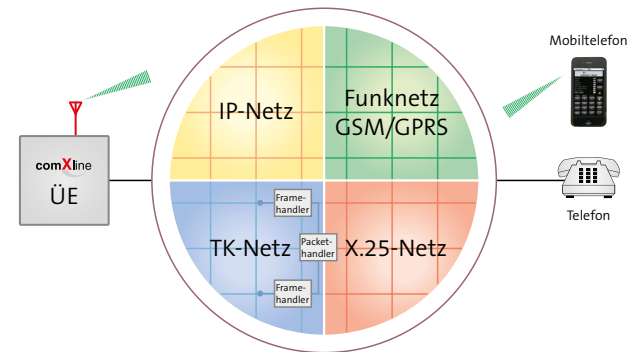 Mobiltelefon
IP-Netz
Funknetz
GSM/GPRS
comXline
ÜE
Telefon
Frame-
handler
TK-Netz
Packet-
handler
X.25-Netz
Frame-
handler